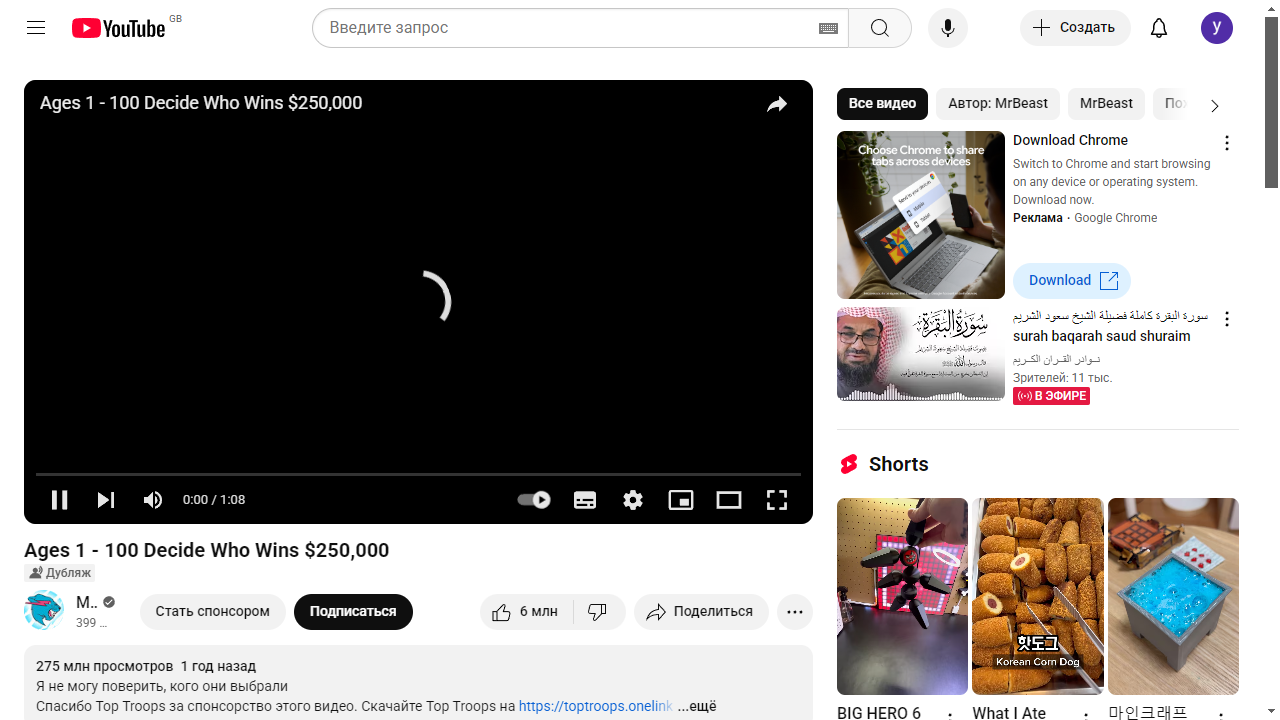 YouTube GB
Введите запрос
Создать
y
Ages 1 - 100 Decide Who Wins $250,000
0:00 / 1:08
Ages 1 - 100 Decide Who Wins $250,000
Дубляж
M...
399 ...
Стать спонсором
Подписаться
6 млн
Поделиться
275 млн просмотров 1 год назад
Я не могу поверить, кого они выбрали
Спасибо Top Troops за спонсорство этого видео. Скачайте Top Troops на https://toptroops.onelink ...ещё
Все видео
Автор: MrBeast
MrBeast
Choose Chrome to share
tabs across devices
Download Chrome
Switch to Chrome and start browsing
on any device or operating system.
Download now.
Реклама · Google Chrome
Download
سورة البقرة
سورة البقرة كاملة فضيلة الشيخ سعود الشريم
surah baqarah saud shuraim
نــوادر القــران الكــريم
Зрителей: 11 тыс.
В ЭФИРЕ
Shorts
핫도그
Korean Corn Dog
BIG HERO 6
What I Ate
마인크래프